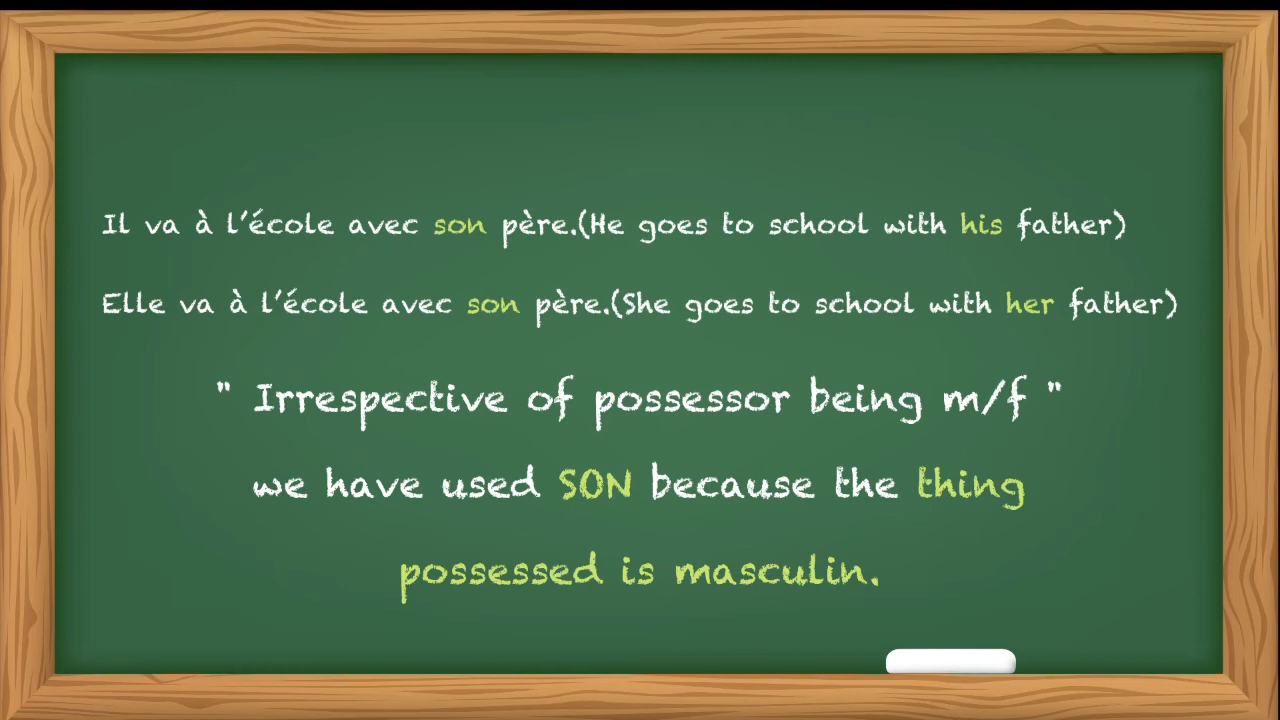 Il va à l'école avec son père.(He goes to school with his father)
Elle va à l'école avec son père.(She goes to school with her father)
" Irrespective of possessor being m/f "
we have used SON because the thing
possessed is masculin.